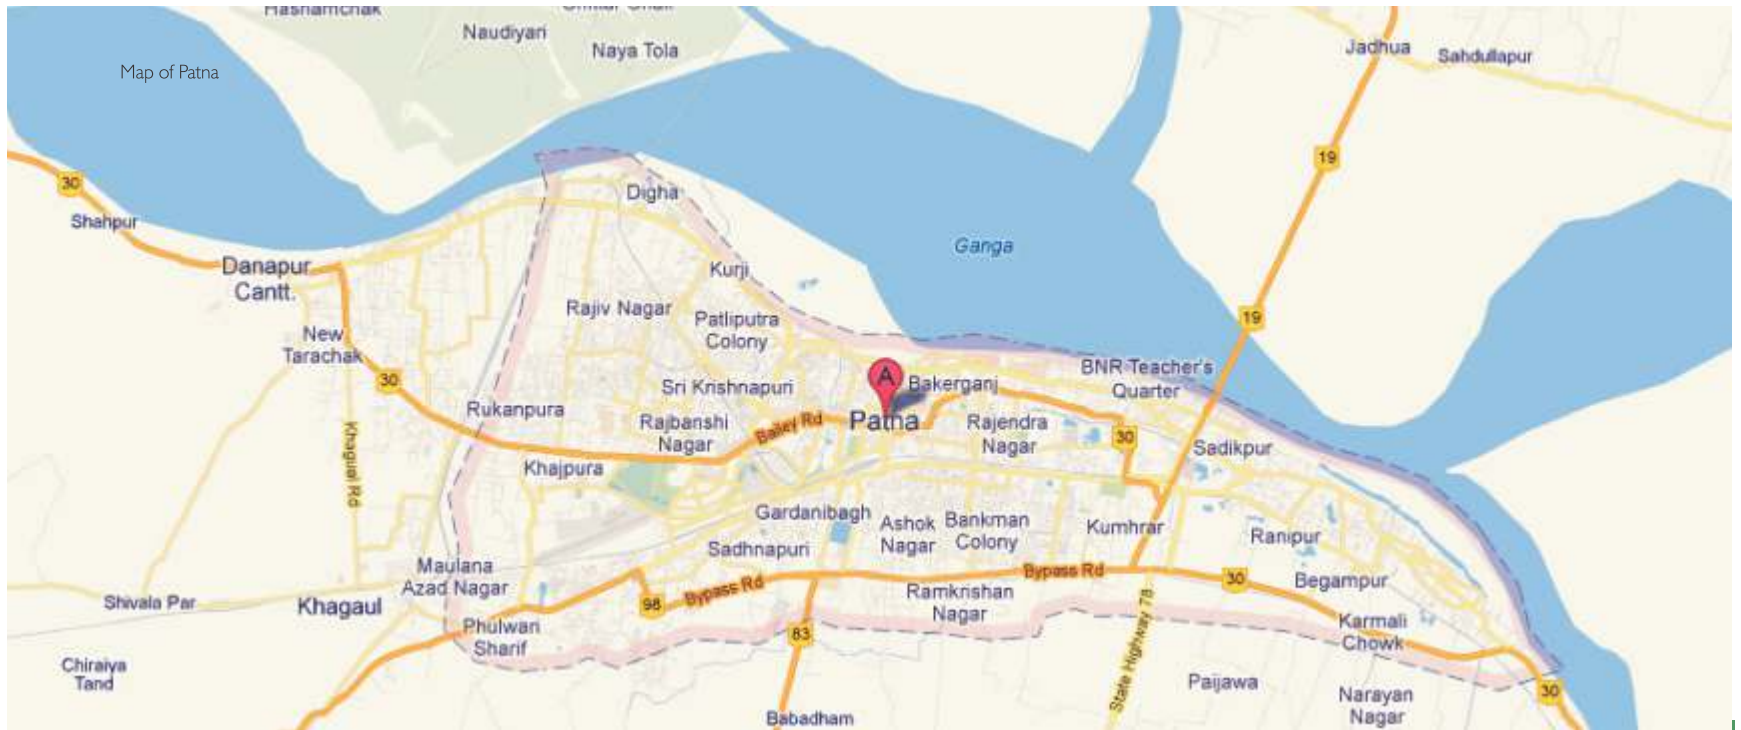 Hashamchak
Naudiyari
Naya Tola
Map of Patna
Jadhua
Sahdullapur
19
30
Shahpur
Digha
Ganga
Danapur
Cantt.
Kurji
Rajiv Nagar
Patliputra
Colony
19
New
Tarachak
30
BNR Teacher's
Quarter
A
Bakerganj
Sri Krishnapuri
Rukanpura
Rajbanshi
Nagar
Bailey Rd
Patna
Rajendra
Nagar
30
Sadikpur
Khagual Rd
Khajpura
Gardanibagh
Ashok
Nagar
Bankman
Colony
Kumhrar
Ranipur
Sadhnapuri
Maulana
Azad Nagar
Bypass Rd
Bypass Rd
30
Begampur
Shivala Par
Khagaul
98
Ramkrishan
Nagar
State Highway 78
Phulwari
Sharif
83
Karmali
Chowk
Chiraiya
Tand
Paijawa
30
Narayan
Nagar
Babadham